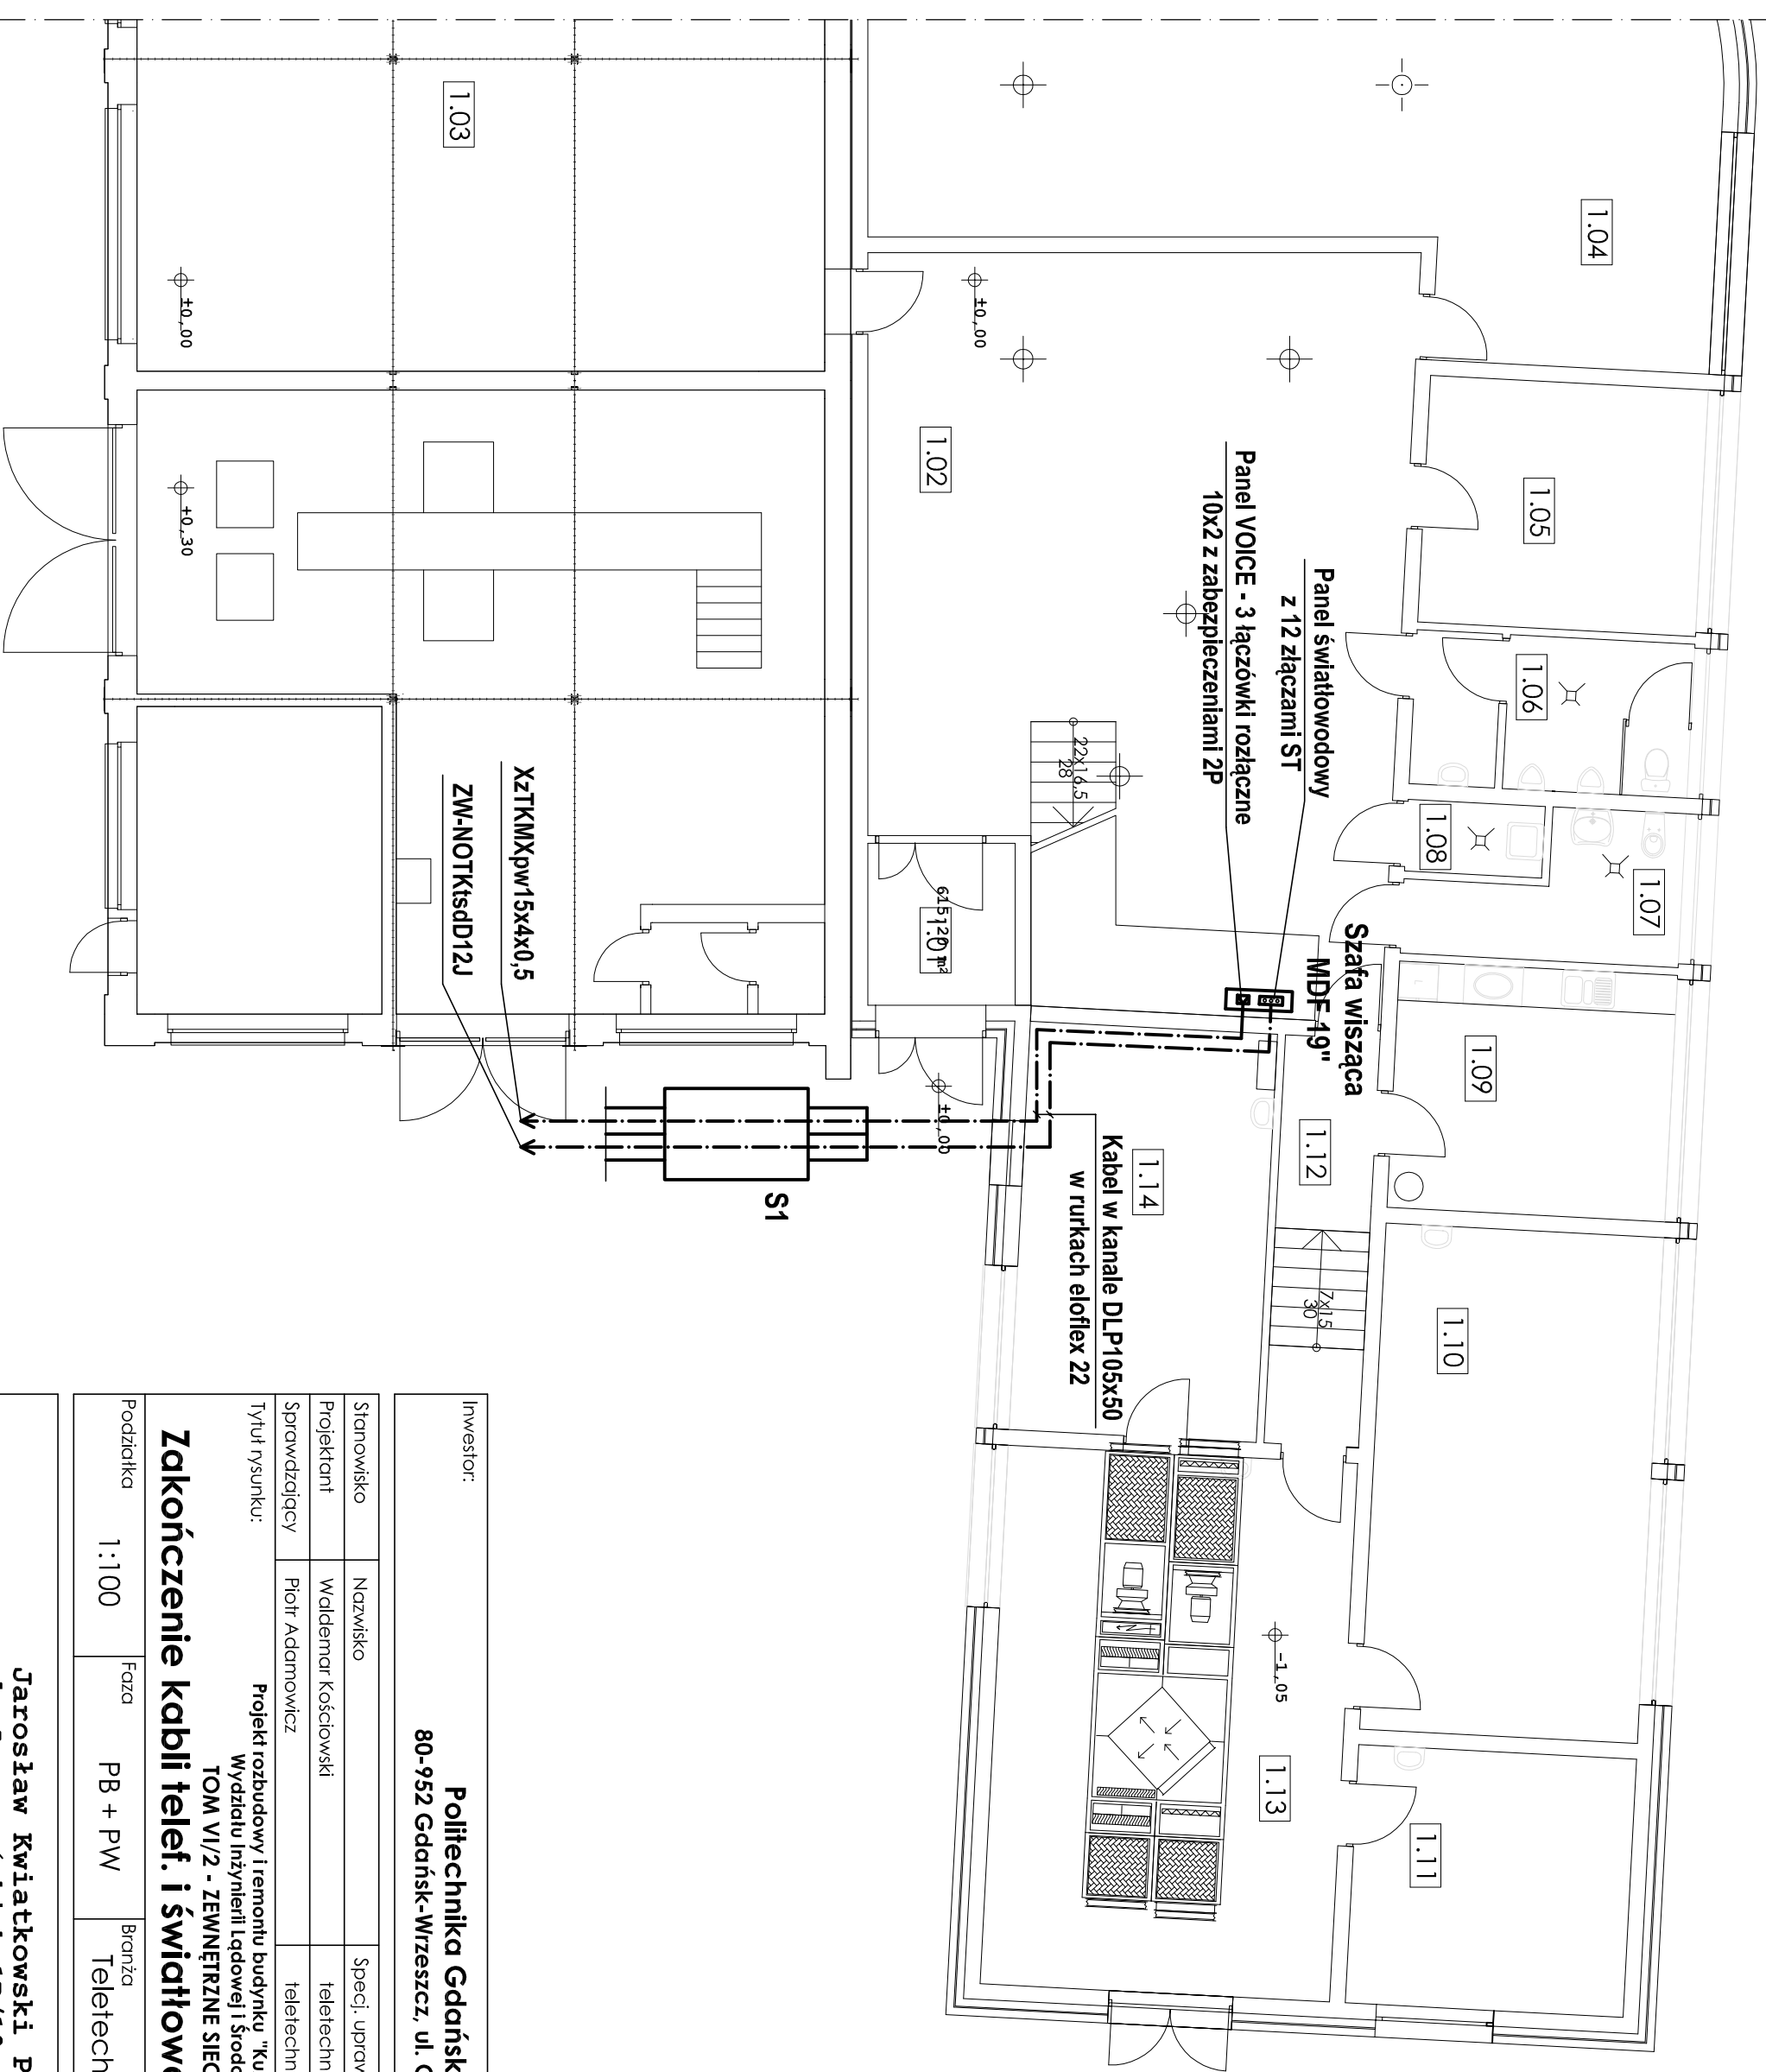 1.04
1.03
±0,00
±0,00
1.02
+0,30
1.05
1.06
1.07
1.08
1.09
1.10
1.11
1.12
1.13
1.14
Panel światłowodowy
z 12 złączami ST
Panel VOICE - 3 łączówki rozłączne
10x2 z zabezpieczeniami 2P
22x16,5
28
Szafa wisząca
MDF 19"
XzTKMXpw15x4x0,5
ZW-NOTKtsdD12J
1.01
±0,00
S1
Kabel w kanale DLP105x50
w rurkach eloflex 22
7x15
30
-1,05
Inwestor:
Politechnika Gdańsk
80-952 Gdańsk-Wrzeszcz, ul.
Stanowisko Nazwisko Specj. upraw
Projektant Waldemar Kościowski teletechn
Sprawdzający Piotr Adamowicz teletechn
Tytuł rysunku:
Projekt rozbudowy i remontu budynku "Ku
Wydziału Inżynierii Lądowej i Środo
TOM VI/2 - ZEWNĘTRZNE SIEC
Zakończenie kabli telef. i światłowo
Podziałka Faza Branża
1:100 PB + PW Teletech
Jarosław Kwiatkowski P